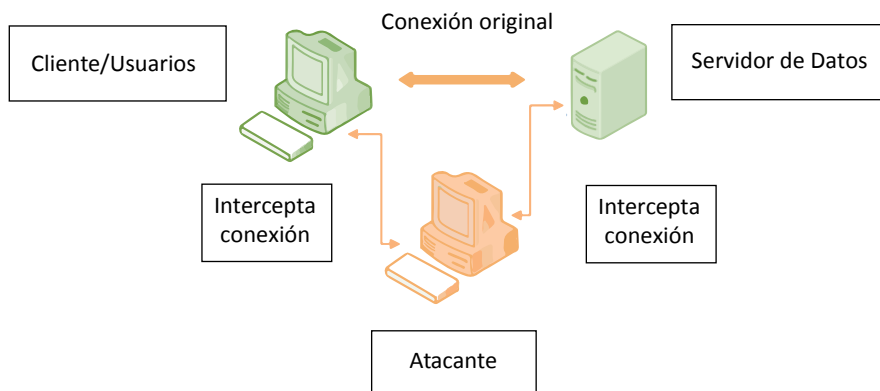 Conexión original
Cliente/Usuarios
Servidor de Datos
Intercepta
conexión
Intercepta
conexión
Atacante